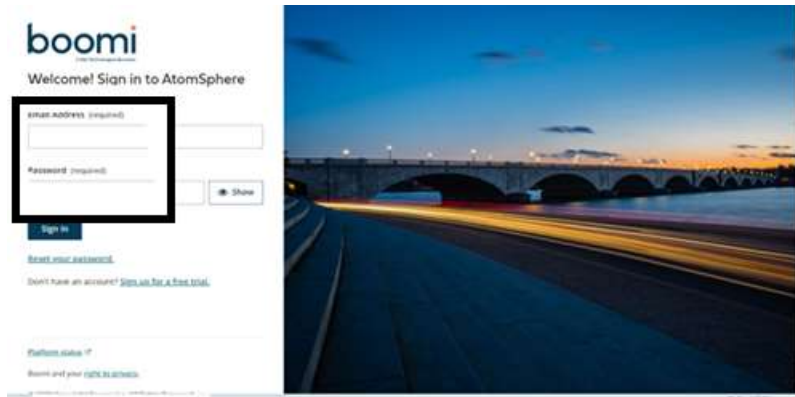 boomi
Welcome! Sign in to AtomSphere
Email Address (required)
Password (required)
Show
Sign In
Reset your password.
Don't have an account? Sign up for a free trial.
Platform status
Boomi and your right to privacy.